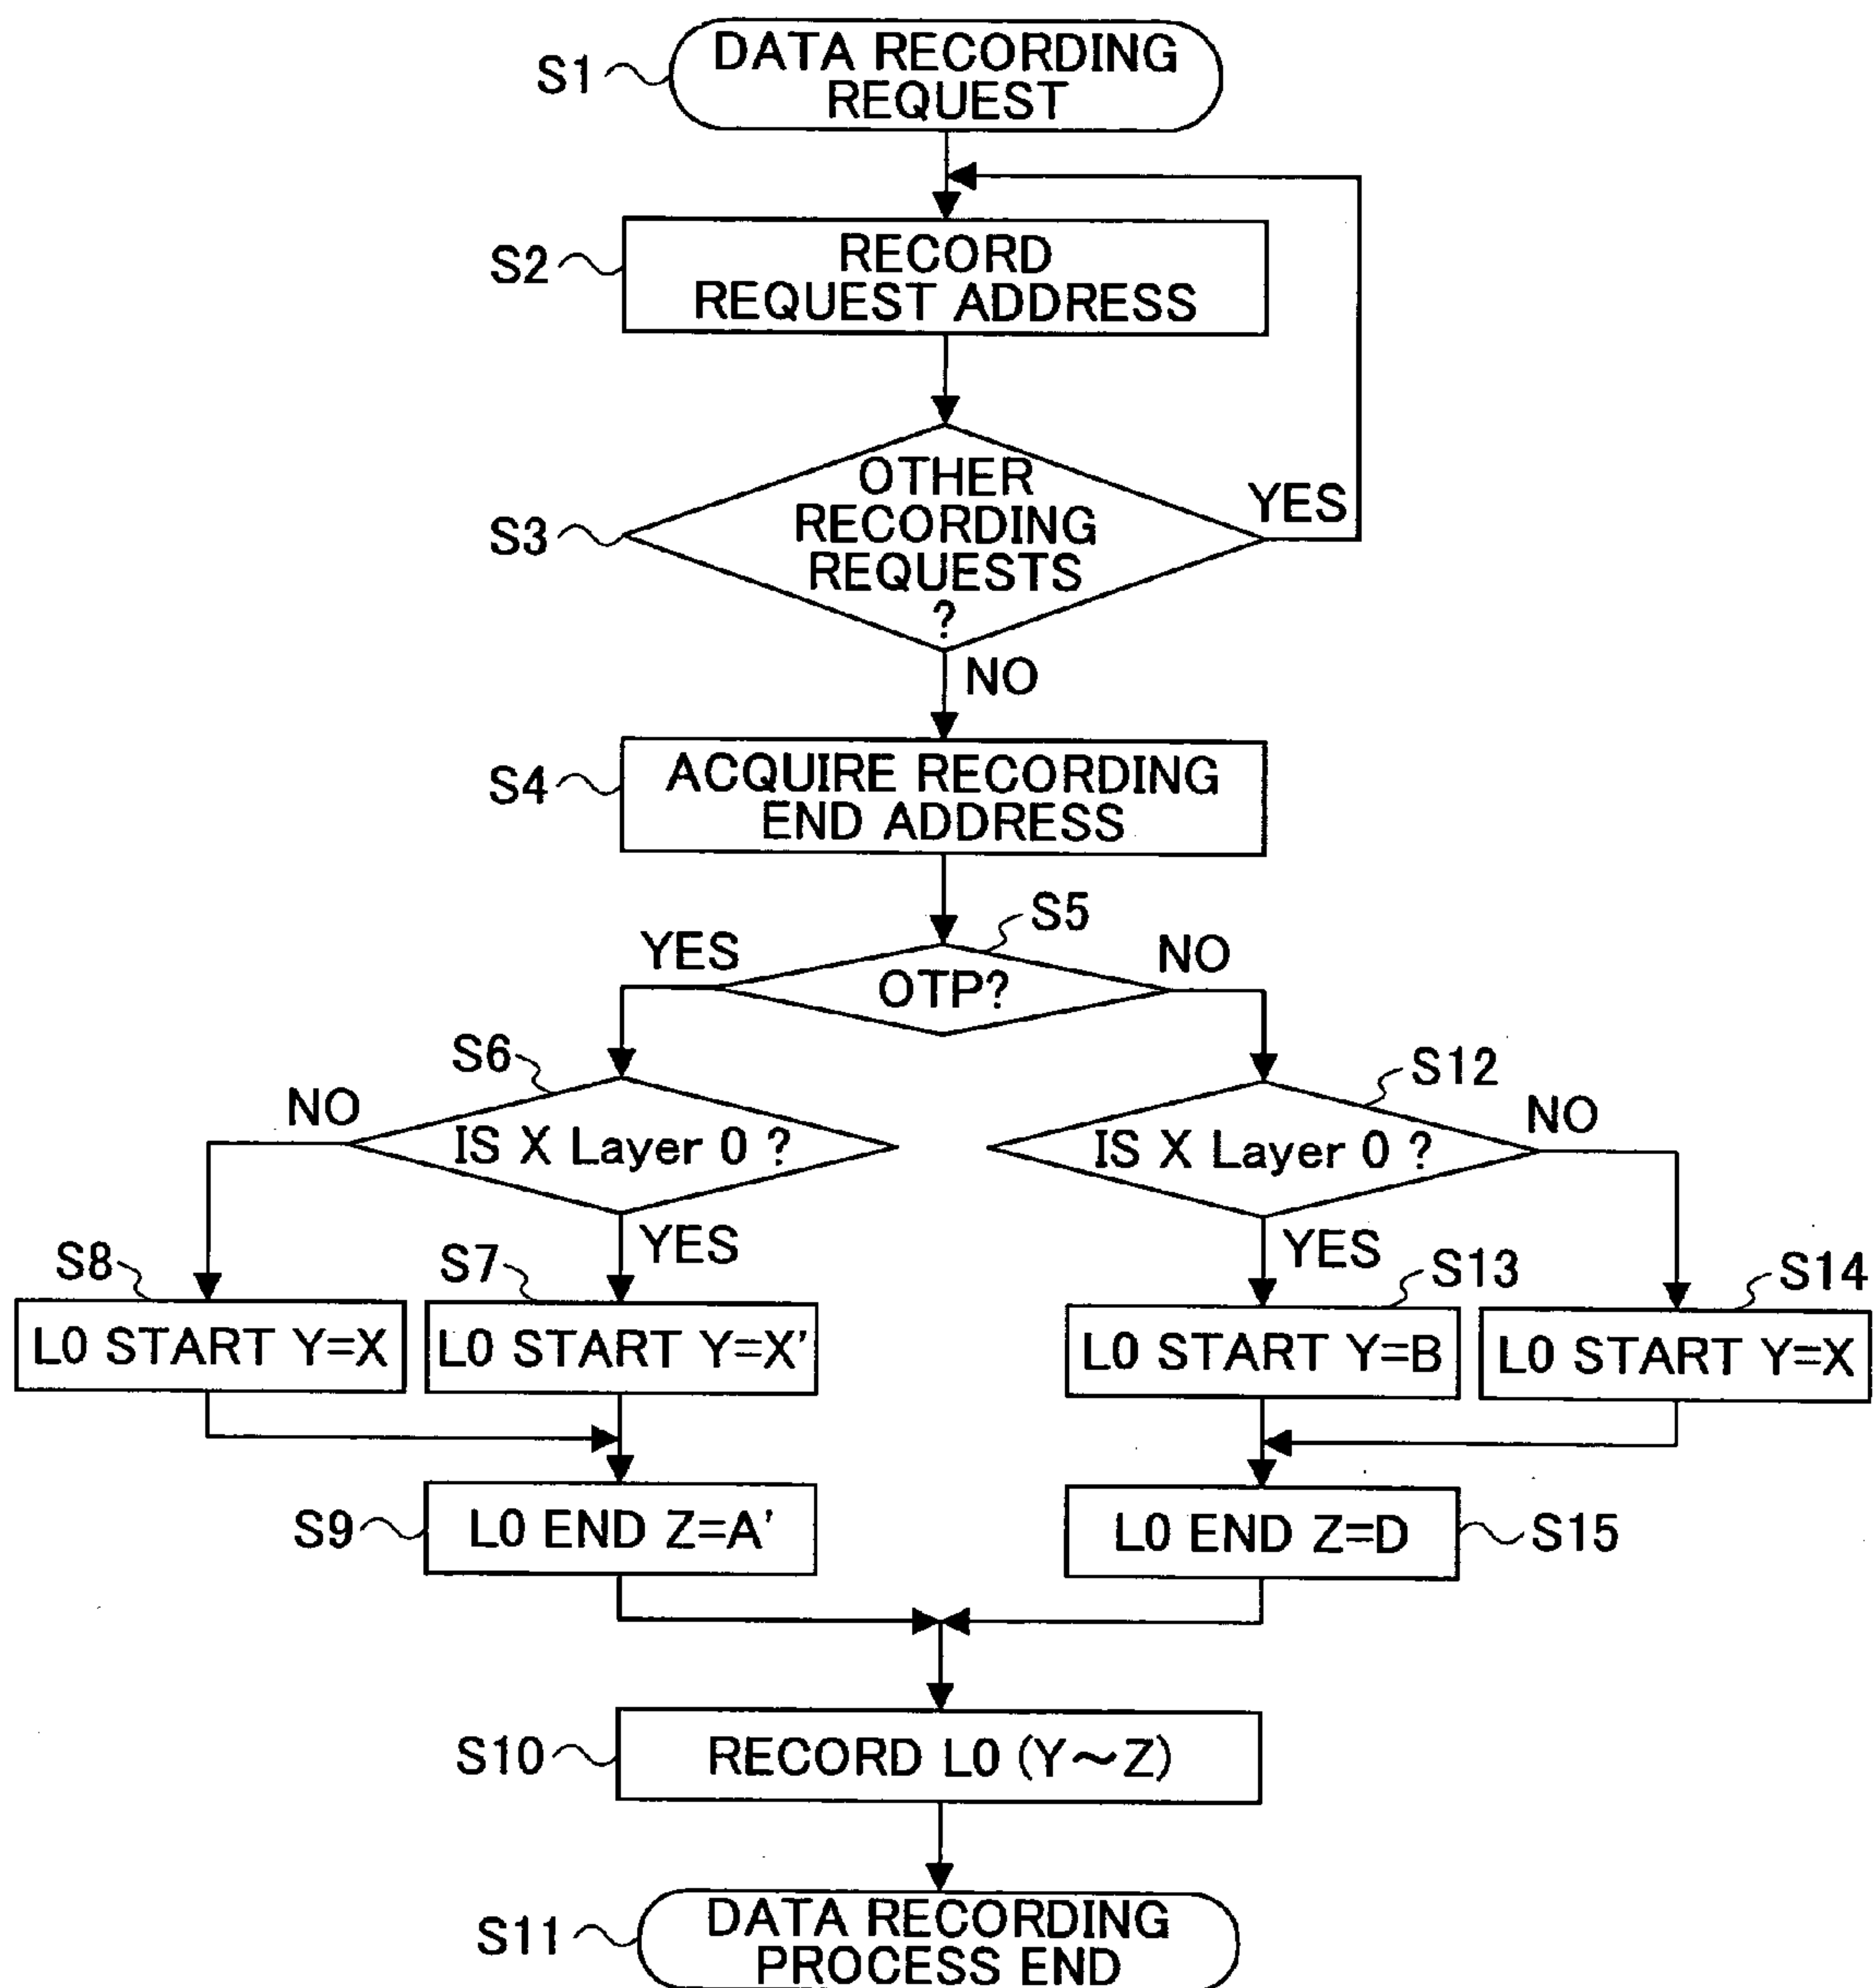 S1
DATA RECORDING
REQUEST
S2
RECORD
REQUEST ADDRESS
S3
OTHER
RECORDING
REQUESTS
?
YES
NO
S4
ACQUIRE RECORDING
END ADDRESS
S5
YES
OTP?
NO
S6
NO
IS X Layer 0 ?
YES
S12
IS X Layer 0 ?
NO
YES
S8
L0 START Y=X
S7
L0 START Y=X'
S13
L0 START Y=B
S14
L0 START Y=X
S9
L0 END Z=A'
L0 END Z=D
S15
S10
RECORD L0 (Y～Z)
S11
DATA RECORDING
PROCESS END